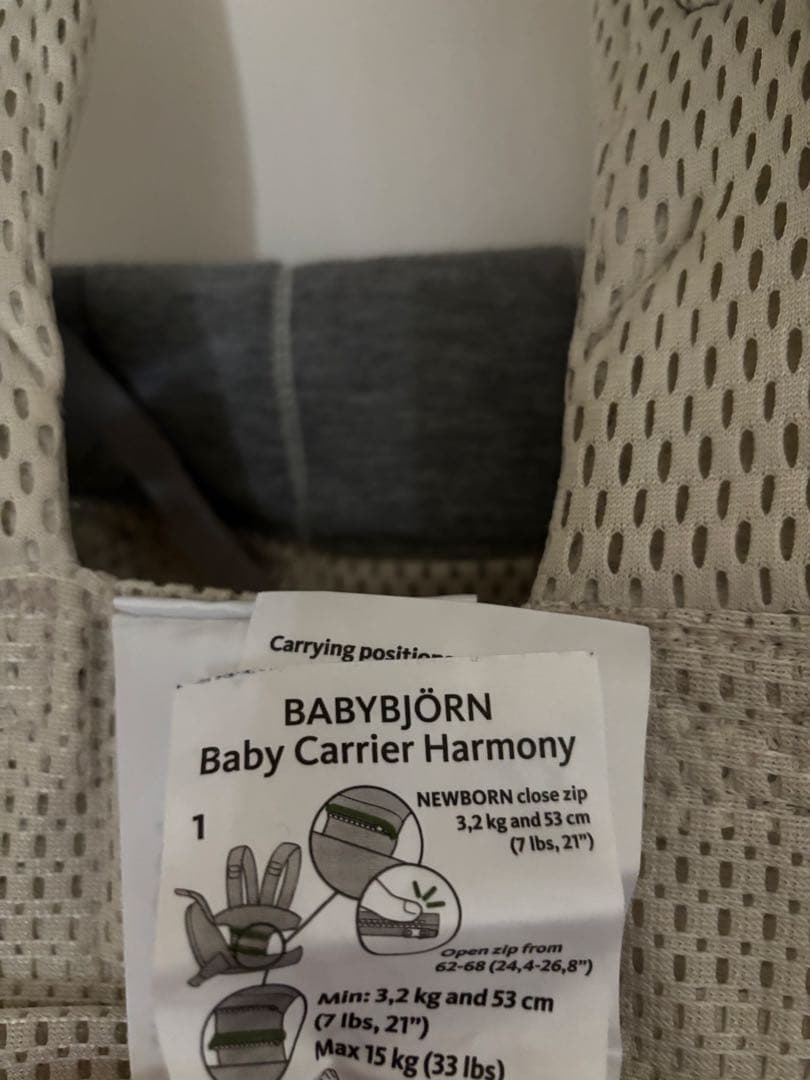 Carrying position
BABYBJÖRN
Baby Carrier Harmony
1
NEWBORN close zip
3,2 kg and 53 cm
(7 lbs, 21”)
Open zip from
62-68 (24,4-26,8”)
Min: 3,2 kg and 53 cm
(7 lbs, 21”)
Max 15 kg (33 lbs)